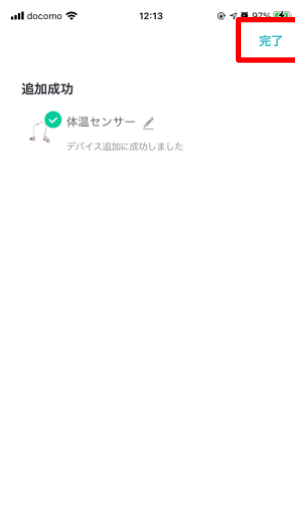 docomo 12:13 97%
完了
追加成功
体温センサー
デバイス追加に成功しました